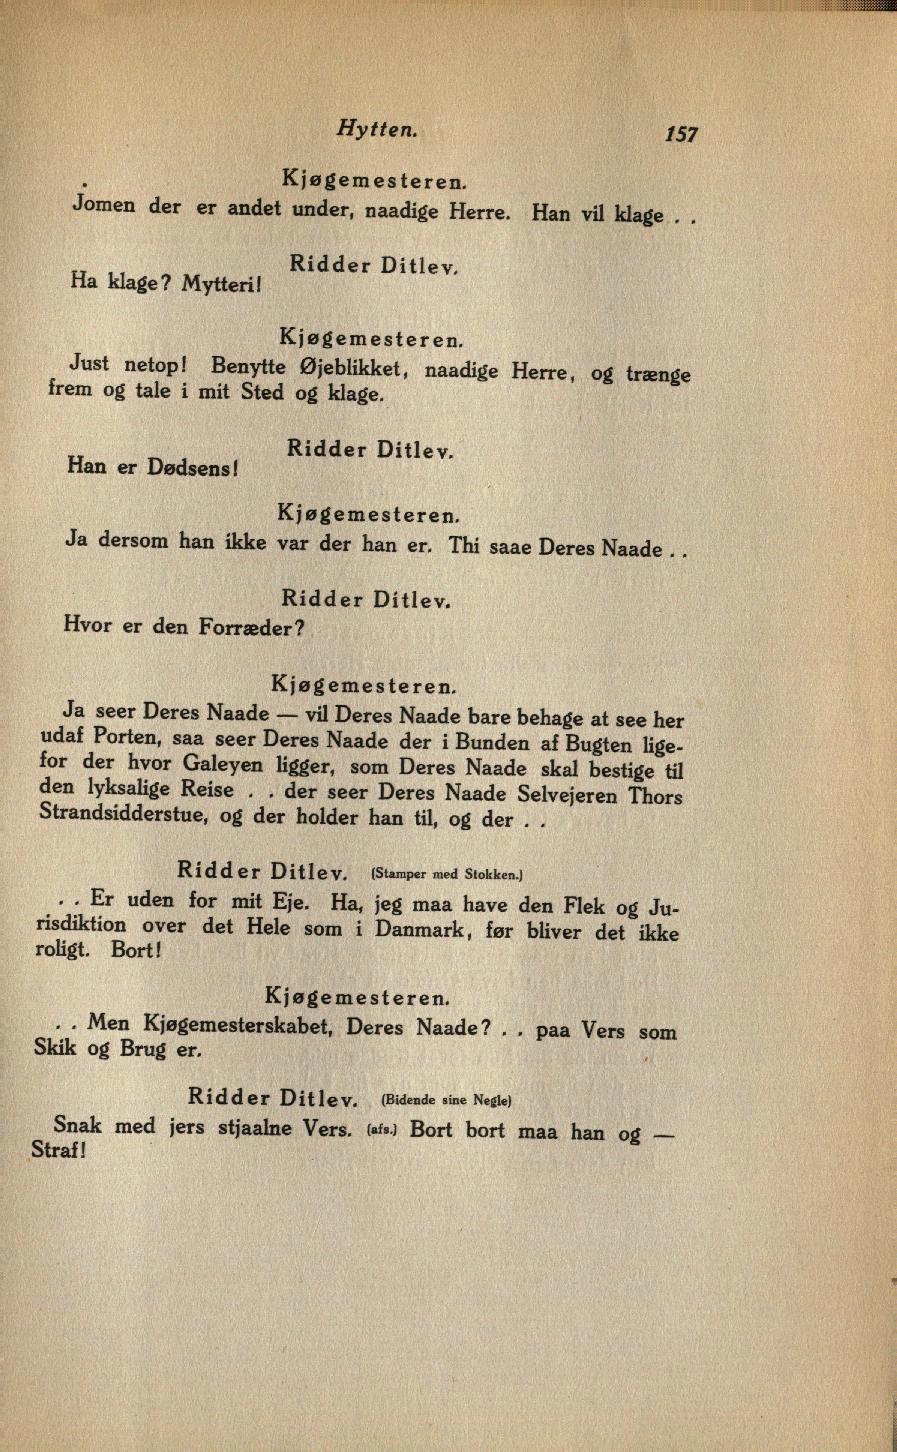 Hytten. 157
Kjøgemesteren.
Jomen der er andet under, naadige Herre. Han vil klage . .
Ridder Ditlev.
Ha klage? Mytteri!
Kjøgemesteren.
Just netop! Benytte Øjeblikket, naadige Herre, og trænge
frem og tale i mit Sted og klage.
Ridder Ditlev.
Han er Dødsens!
Kjøgemesteren.
Ja dersom han ikke var der han er. Thi saae Deres Naade . .
Ridder Ditlev.
Hvor er den Forræder?
Kjøgemesteren.
Ja seer Deres Naade — vil Deres Naade bare behage at see her
udaf Porten, saa seer Deres Naade der i Bunden af Bugten lige-
for der hvor Galeyen ligger, som Deres Naade skal bestige til
den lyksalige Reise . . der seer Deres Naade Selvejeren Thors
Strandsidderstue, og der holder han til, og der . .
Ridder Ditlev. (Stamper med Stokken.)
. . Er uden for mit Eje. Ha, jeg maa have den Flek og Ju-
risdiktion over det Hele som i Danmark, før bliver det ikke
roligt. Bort!
Kjøgemesteren.
. . Men Kjøgemesterskabet, Deres Naade? . . paa Vers som
Skik og Brug er.
Ridder Ditlev. (Bidende sine Negle)
Snak med jers stjaalne Vers. (afs.) Bort bort maa han og —
Straf!